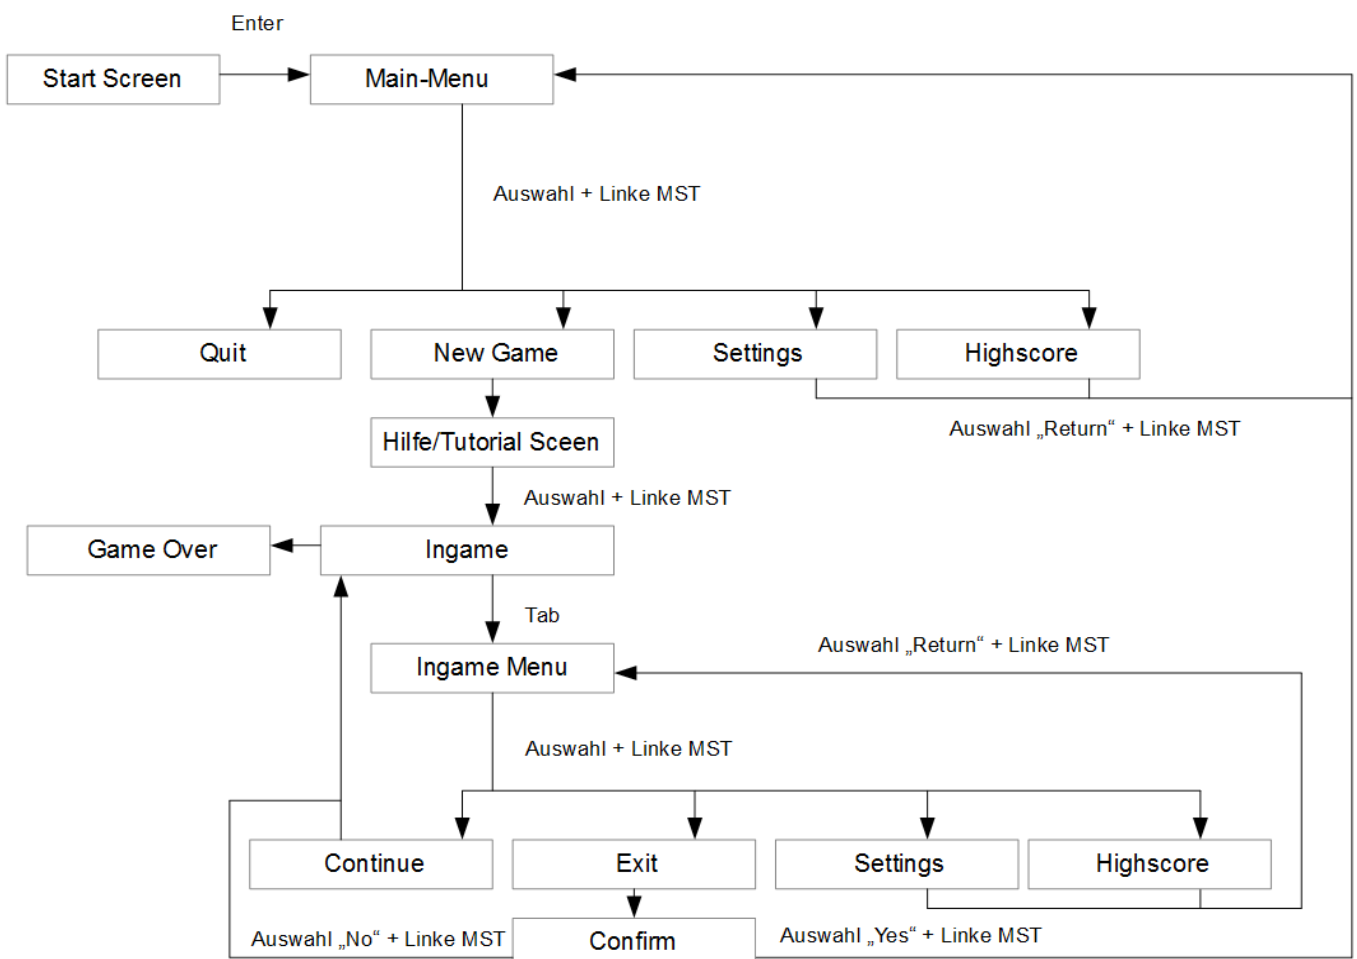 Enter
Start Screen
Main-Menu
Auswahl + Linke MST
Quit
New Game
Settings
Highscore
Auswahl „Return“ + Linke MST
Hilfe/Tutorial Sceen
Auswahl + Linke MST
Game Over
Ingame
Tab
Auswahl „Return“ + Linke MST
Ingame Menu
Auswahl + Linke MST
Continue
Exit
Settings
Highscore
Auswahl „No“ + Linke MST
Confirm
Auswahl „Yes“ + Linke MST